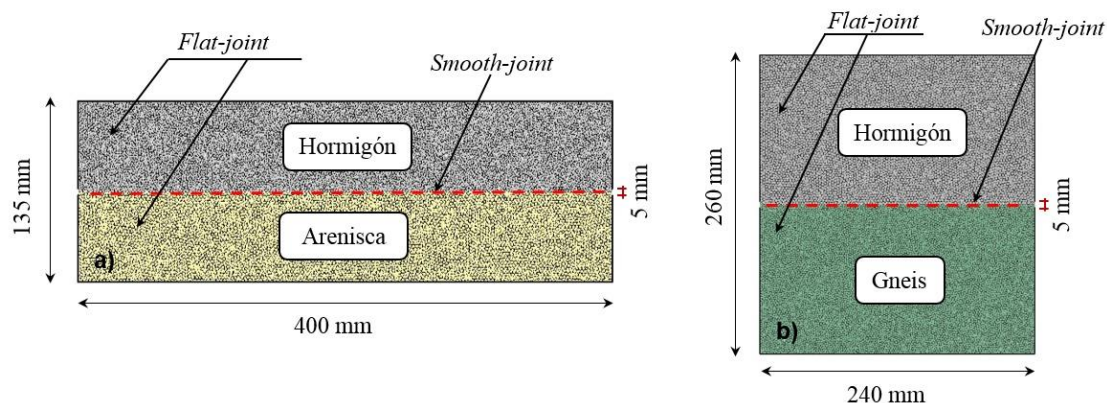 Flat-joint
Smooth-joint
Hormigón
135 mm
5 mm
Arenisca
a)
400 mm
Flat-joint
Smooth-joint
Hormigón
260 mm
5 mm
Gneis
b)
240 mm